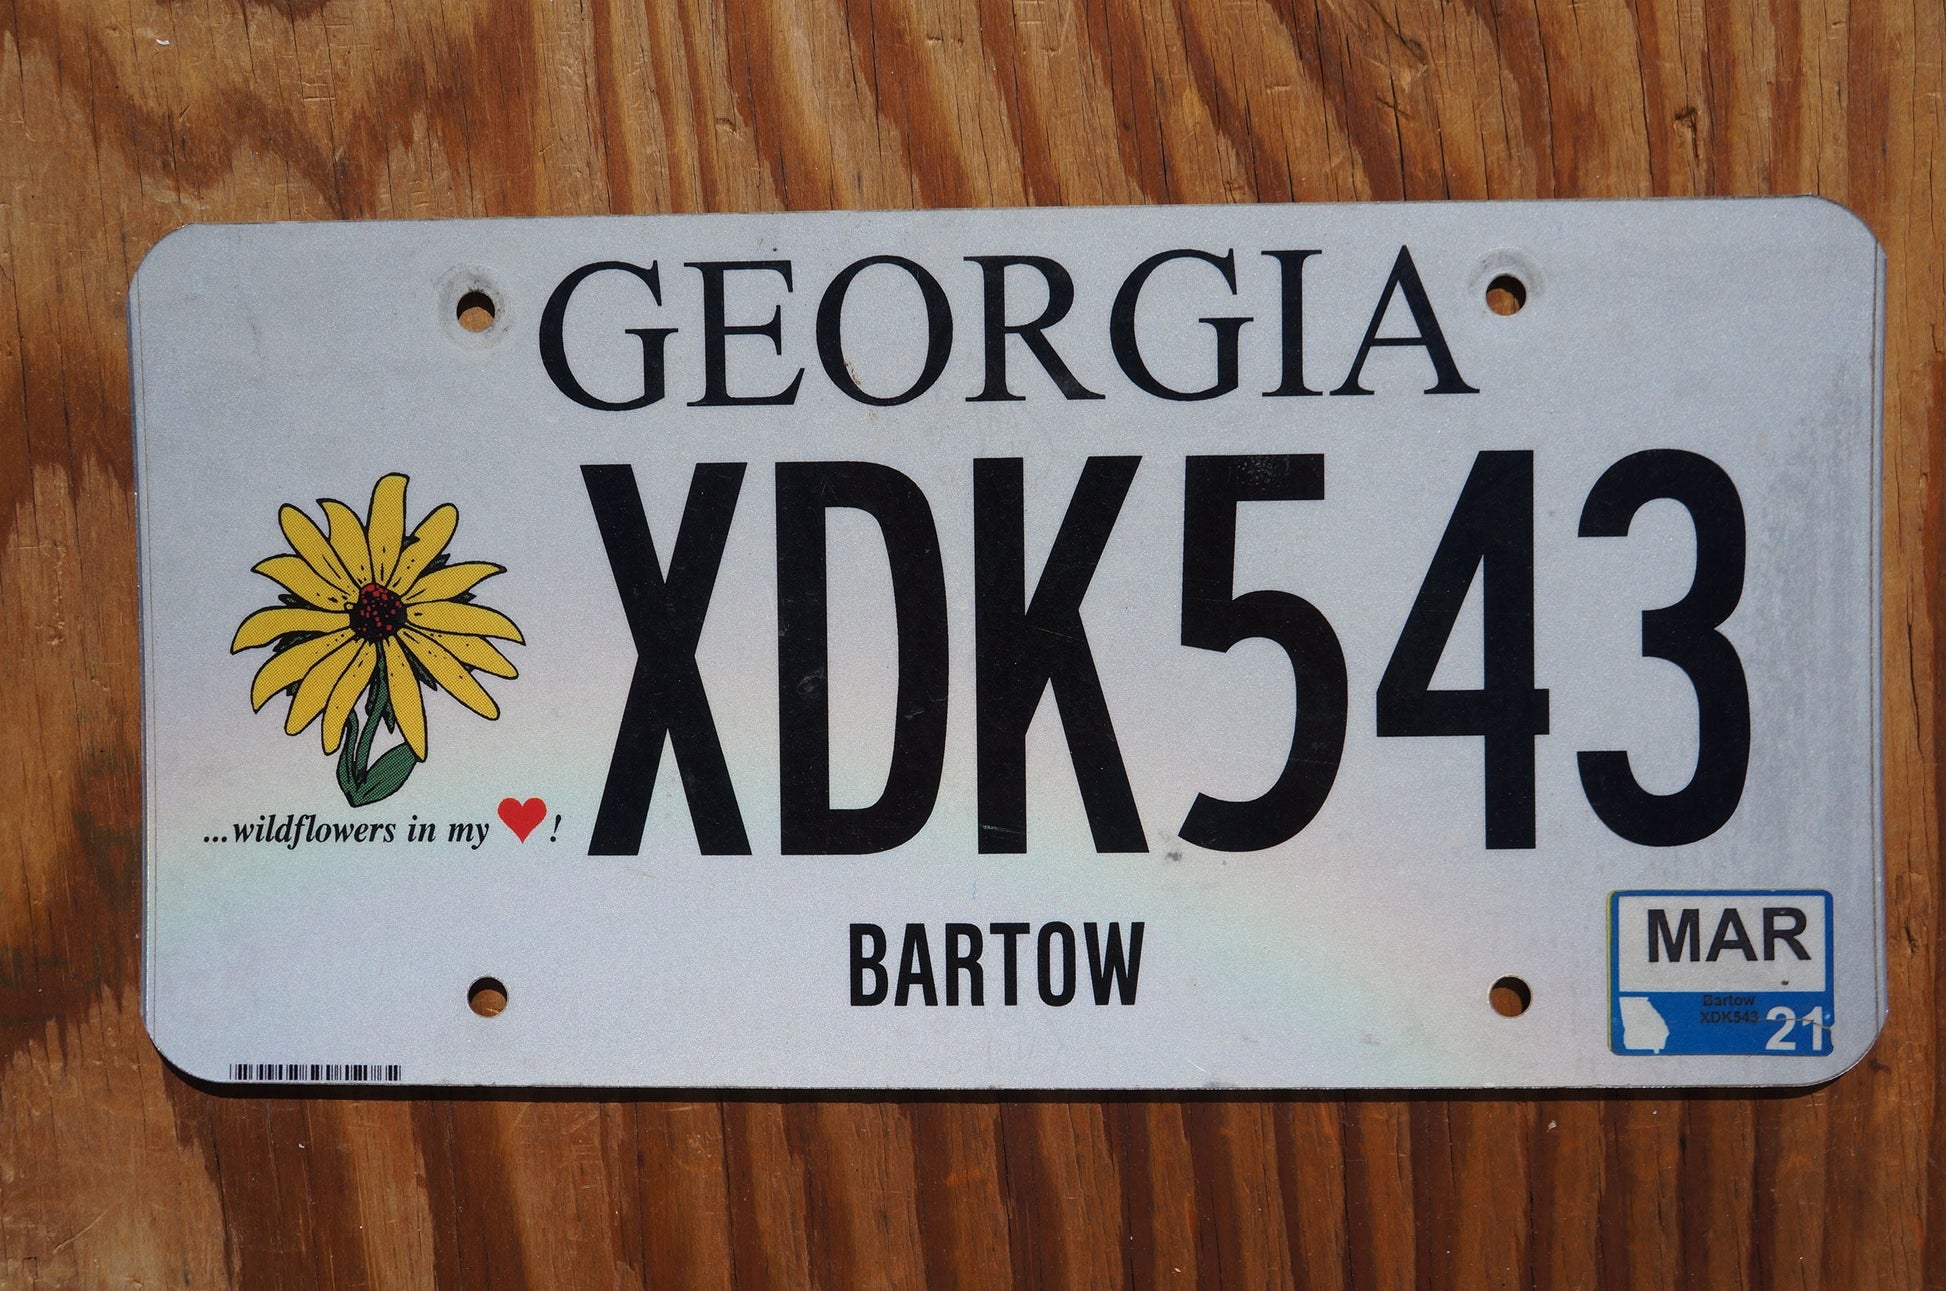 GEORGIA
XDK543
...wildflowers in my ♥!
BARTOW
MAR
Bartow
XDK543
21